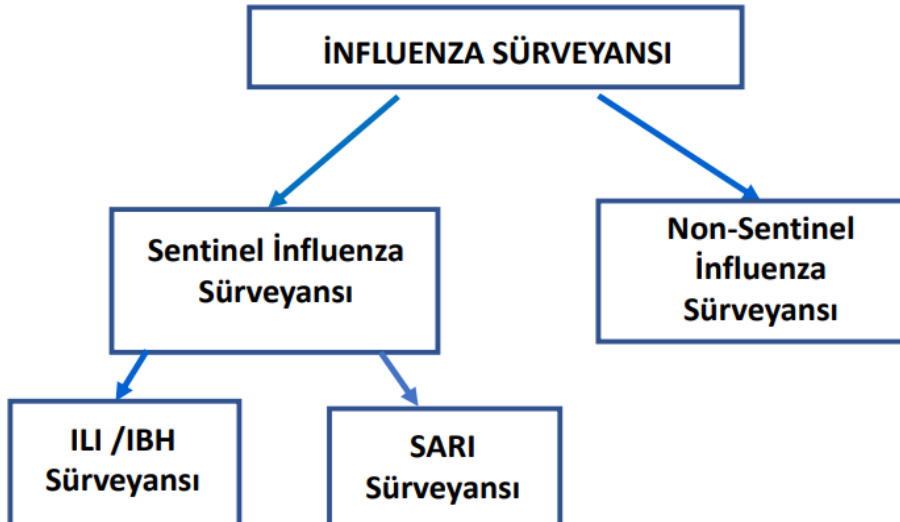 İNFLUENZA SÜRVEYANSI
Sentinel İnfluenza
Sürveyansı
Non-Sentinel
İnfluenza
Sürveyansı
ILI /IBH
Sürveyansı
SARI
Sürveyansı